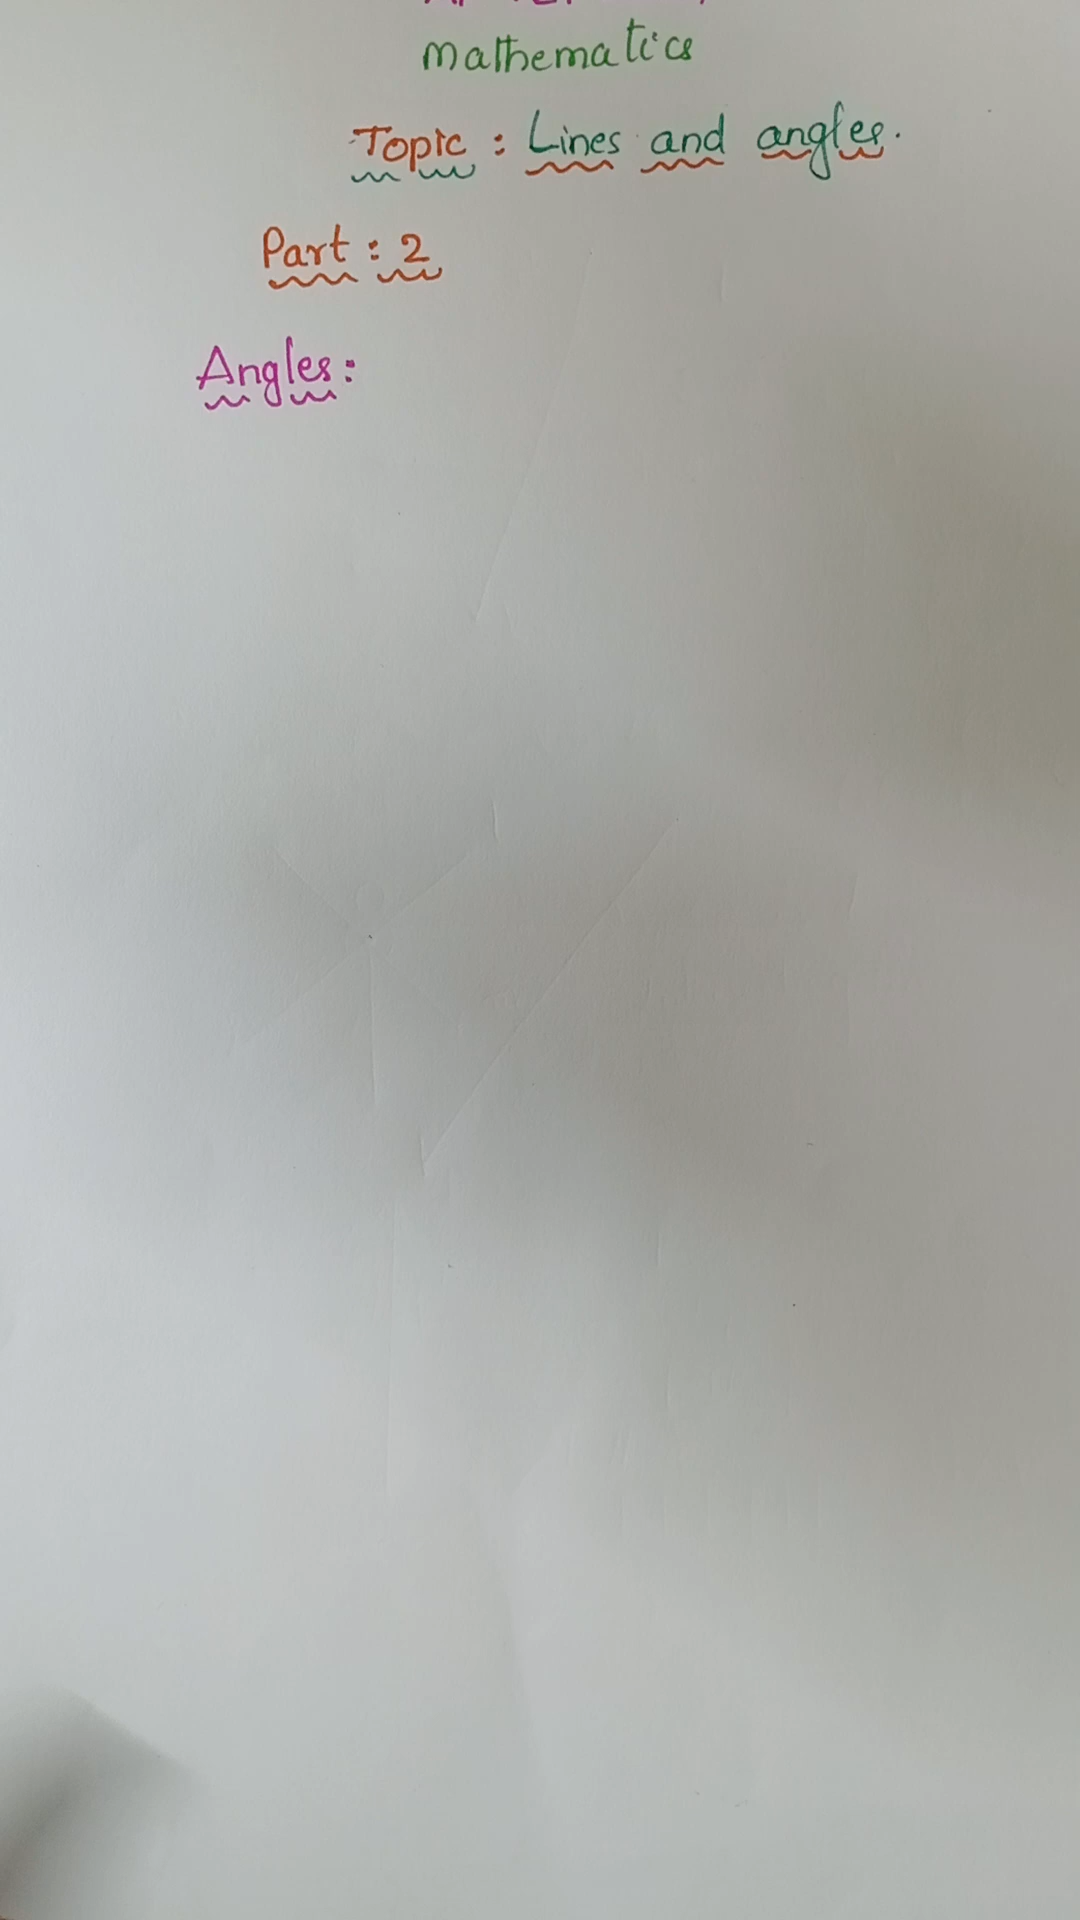 Mathematics
Topic : Lines and angles.
Part : 2
Angles :